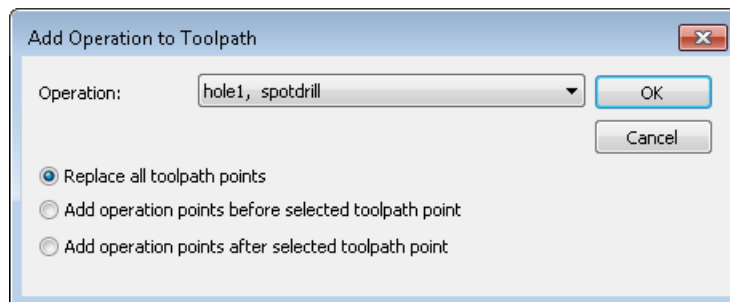 Add Operation to Toolpath
Operation: hole1, spotdrill OK
Cancel
Replace all toolpath points
Add operation points before selected toolpath point
Add operation points after selected toolpath point